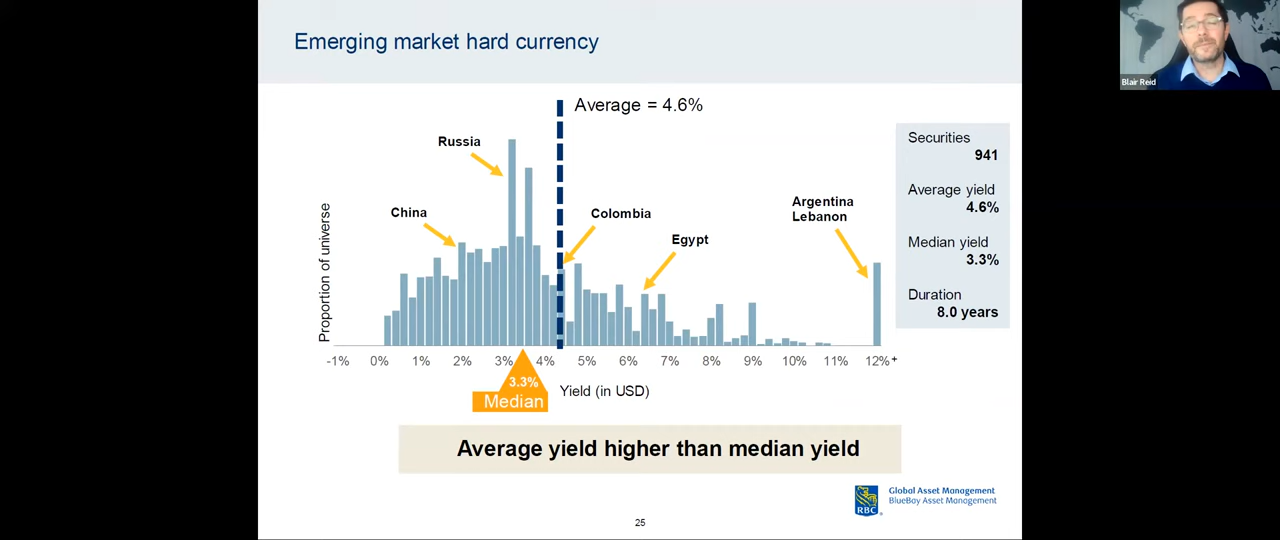 Emerging market hard currency
Blair Reid
Average = 4.6%
Russia
China
Colombia
Egypt
Argentina
Lebanon
Proportion of universe
-1% 0% 1% 2% 3% 4% 5% 6% 7% 8% 9% 10% 11% 12%+
3.3%
Median
Yield (in USD)
Securities
941
Average yield
4.6%
Median yield
3.3%
Duration
8.0 years
Average yield higher than median yield
RBC
Global Asset Management
BlueBay Asset Management
25